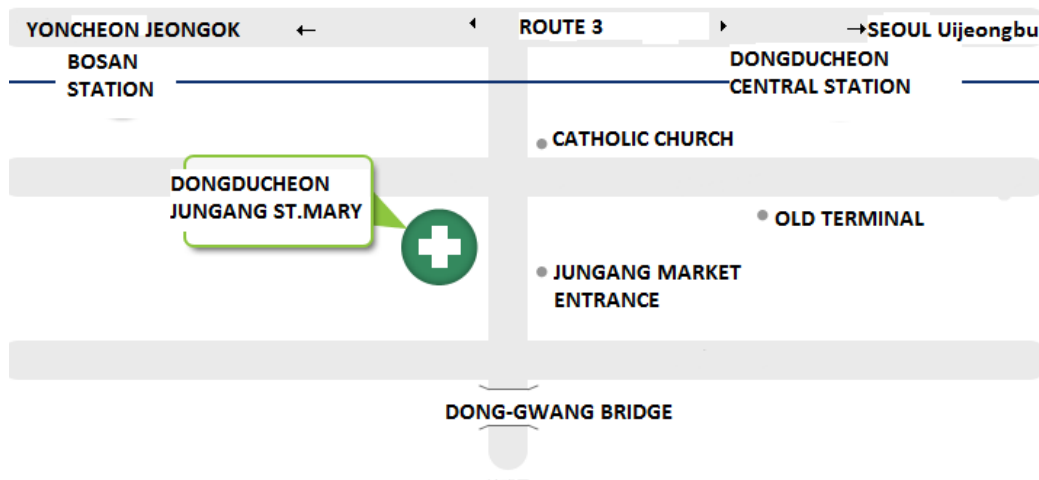 YONCHEON JEONGOK ← ROUTE 3 →SEOUL Uijeongbu
BOSAN
STATION
DONGDUCHEON
CENTRAL STATION
CATHOLIC CHURCH
DONGDUCHEON
JUNGANG ST.MARY
OLD TERMINAL
JUNGANG MARKET
ENTRANCE
DONG-GWANG BRIDGE